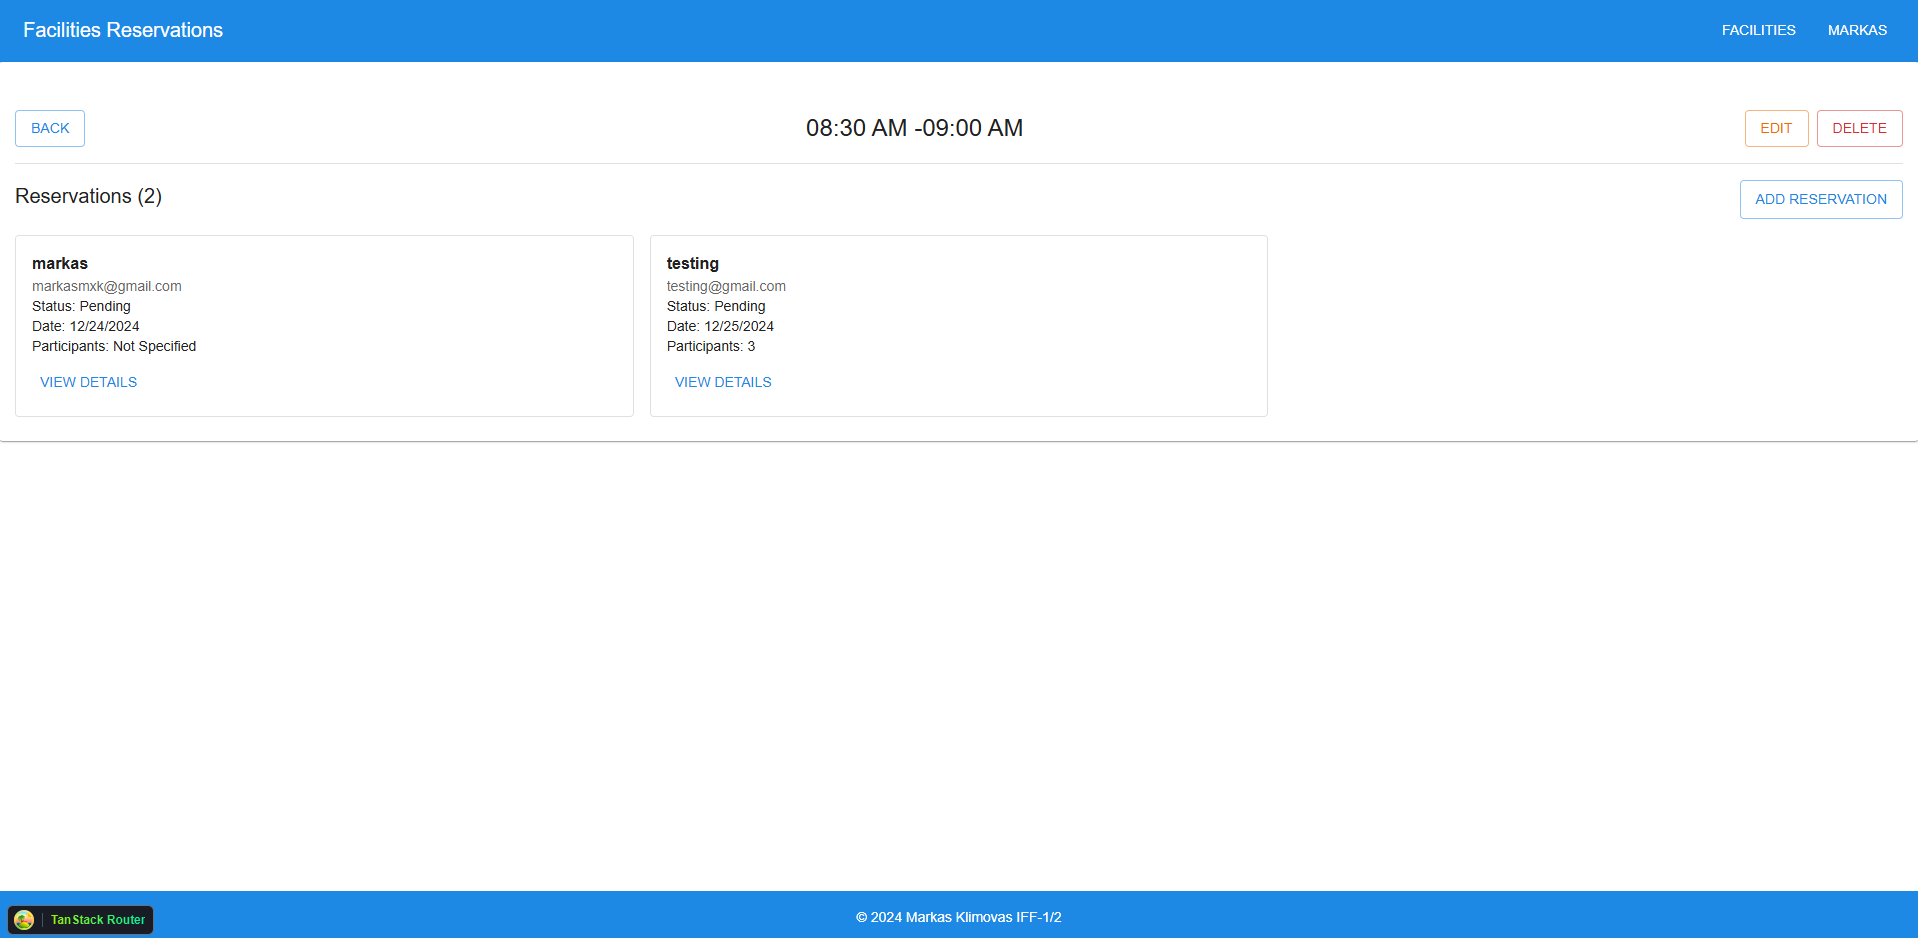 Facilities Reservations
FACILITIES
MARKAS
BACK
08:30 AM -09:00 AM
EDIT
DELETE
Reservations (2)
ADD RESERVATION
markas
markasmxk@gmail.com
Status: Pending
Date: 12/24/2024
Participants: Not Specified
VIEW DETAILS
testing
testing@gmail.com
Status: Pending
Date: 12/25/2024
Participants: 3
VIEW DETAILS
TanStack Router
© 2024 Markas Klimovas IFF-1/2